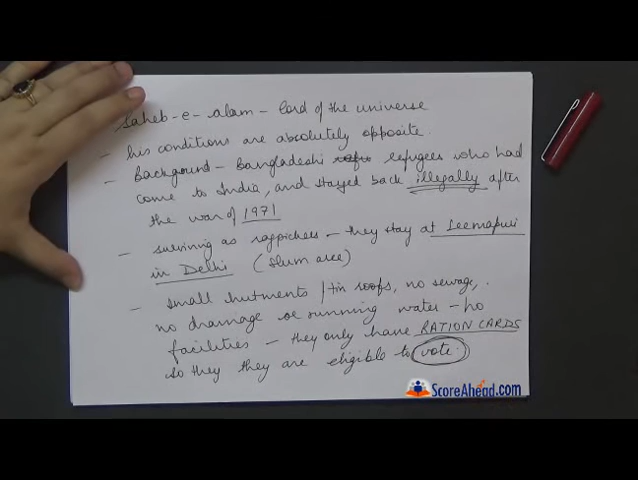 Saheb-e-alam - lord of the universe
- his conditions are absolutely opposite.
- Background - Bangladeshi refugees who had
come to India, and stayed back illegally after
the war of 1971
- surviving as ragpickers - they stay at Seemapuri
in Delhi (slum area)
- small hutments / tin roofs, no sewage,
no drainage or running water - no
facilities - they only have RATION CARDS
so they they are eligible to vote.
ScoreAhead.com